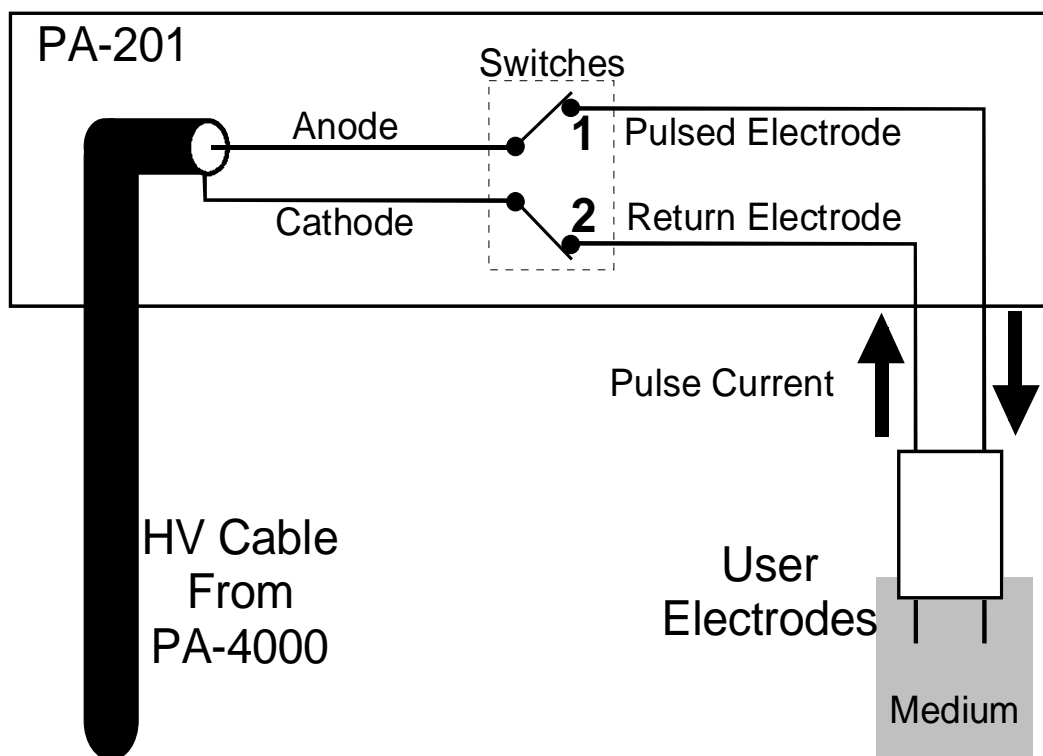 PA-201
Switches
Anode
1 Pulsed Electrode
Cathode
2 Return Electrode
Pulse Current
HV Cable
From
PA-4000
User
Electrodes
Medium